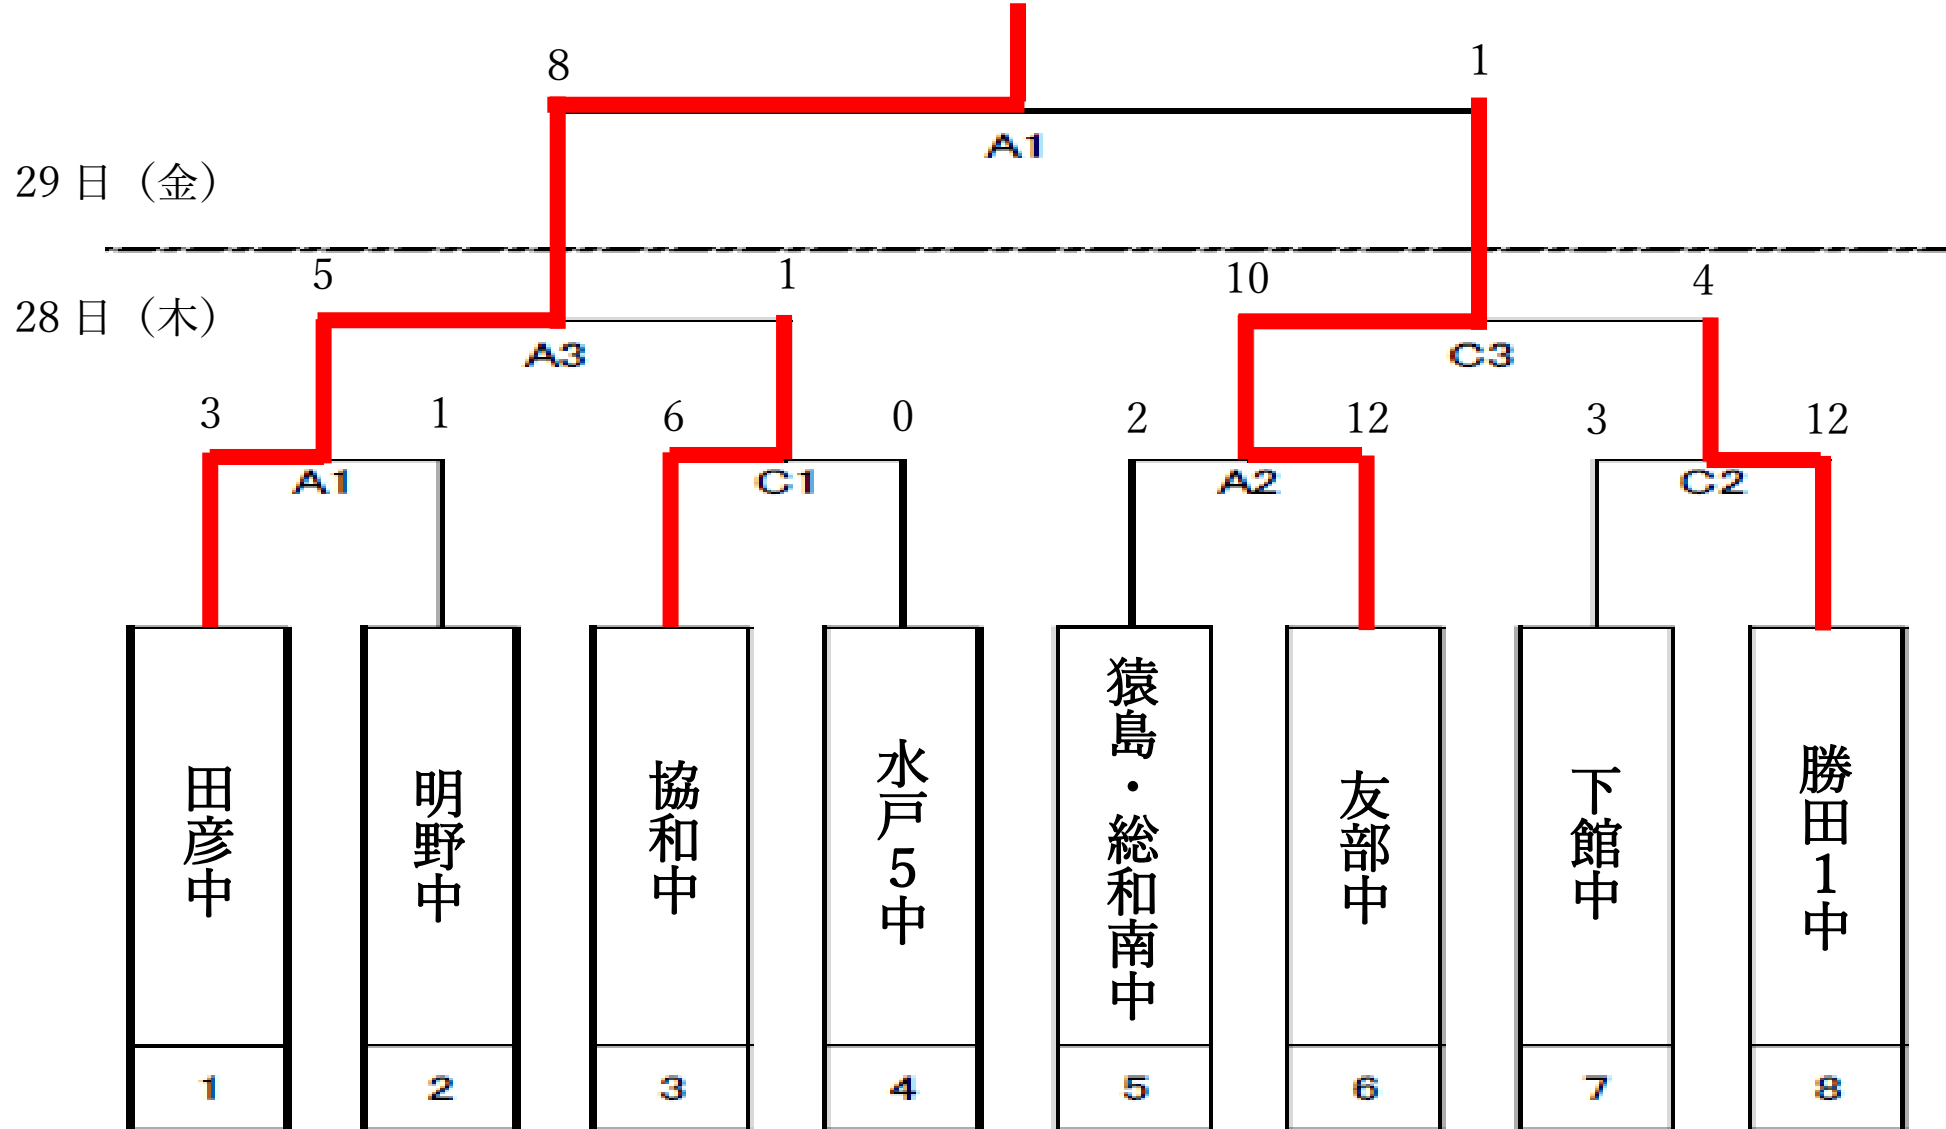 8 1
A1
29日（金）
5 1 10 4
28日（木）
A3 C3
3 1 6 0 2 12 3 12
A1 C1 A2 C2
田彦中
明野中
協和中
水戸5中
猿島・総和南中
友部中
下館中
勝田1中
1 2 3 4 5 6 7 8